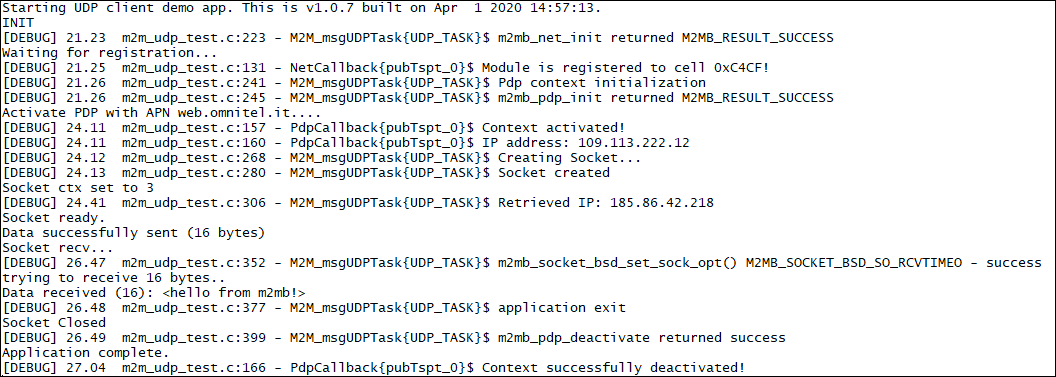 Starting UDP client demo app. This is v1.0.7 built on Apr  1 2020 14:57:13.
INIT
[DEBUG] 21.23  m2m_udp_test.c:223 - M2M_msgUDPTask{UDP_TASK}$ m2mb_net_init returned M2MB_RESULT_SUCCESS
Waiting for registration...
[DEBUG] 21.25  m2m_udp_test.c:131 - NetCallback{pubTspt_0}$ Module is registered to cell 0xC4CF!
[DEBUG] 21.26  m2m_udp_test.c:241 - M2M_msgUDPTask{UDP_TASK}$ Pdp context initialization
[DEBUG] 21.26  m2m_udp_test.c:245 - M2M_msgUDPTask{UDP_TASK}$ m2mb_pdp_init returned M2MB_RESULT_SUCCESS
Activate PDP with APN web.omnitel.it....
[DEBUG] 24.11  m2m_udp_test.c:157 - PdpCallback{pubTspt_0}$ Context activated!
[DEBUG] 24.11  m2m_udp_test.c:160 - PdpCallback{pubTspt_0}$ IP address: 109.113.222.12
[DEBUG] 24.12  m2m_udp_test.c:268 - M2M_msgUDPTask{UDP_TASK}$ Creating Socket...
[DEBUG] 24.13  m2m_udp_test.c:280 - M2M_msgUDPTask{UDP_TASK}$ Socket created
Socket ctx set to 3
[DEBUG] 24.41  m2m_udp_test.c:306 - M2M_msgUDPTask{UDP_TASK}$ Retrieved IP: 185.86.42.218
Socket ready.
Data successfully sent (16 bytes)
Socket recv...
[DEBUG] 26.47  m2m_udp_test.c:352 - M2M_msgUDPTask{UDP_TASK}$ m2mb_socket_bsd_set_sock_opt() M2MB_SOCKET_BSD_SO_RCVTIMEO - success
trying to receive 16 bytes..
Data received (16): <hello from m2mb!>
[DEBUG] 26.48  m2m_udp_test.c:377 - M2M_msgUDPTask{UDP_TASK}$ application exit
Socket Closed
[DEBUG] 26.49  m2m_udp_test.c:399 - M2M_msgUDPTask{UDP_TASK}$ m2mb_pdp_deactivate returned success
Application complete.
[DEBUG] 27.04  m2m_udp_test.c:166 - PdpCallback{pubTspt_0}$ Context successfully deactivated!